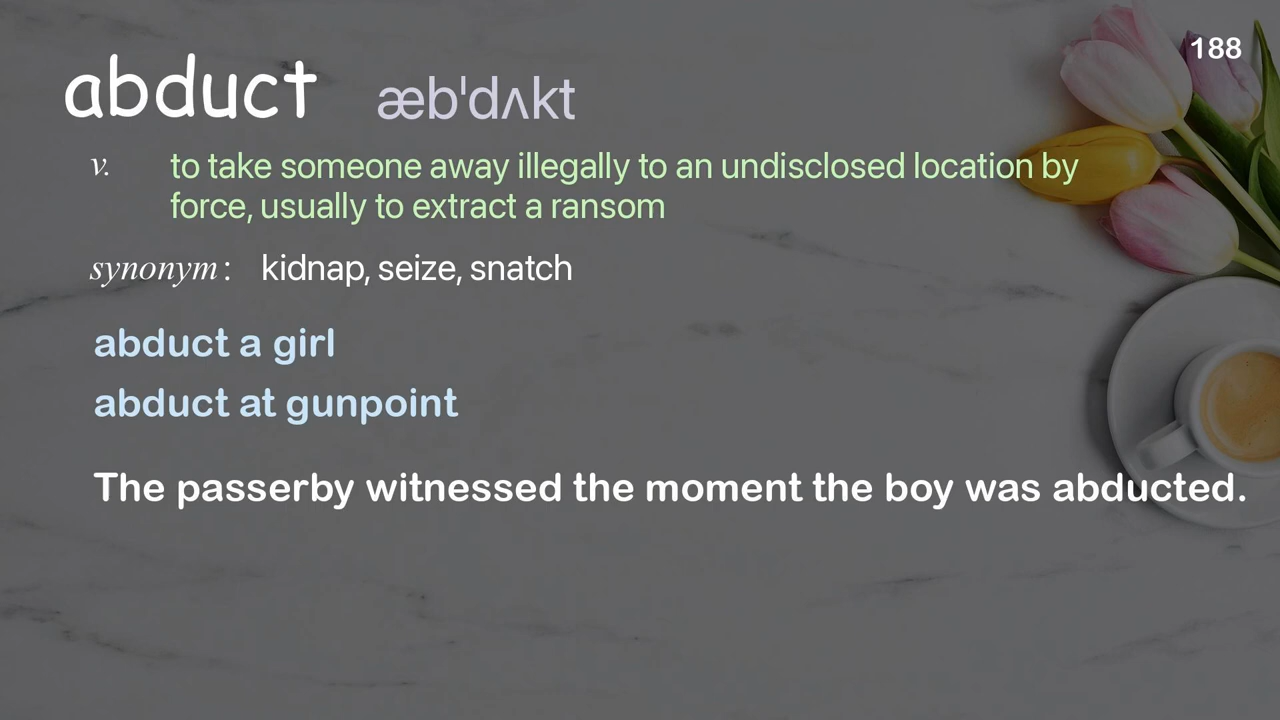 188
abduct æbˈdʌkt
v. to take someone away illegally to an undisclosed location by
force, usually to extract a ransom
synonym: kidnap, seize, snatch
abduct a girl
abduct at gunpoint
The passerby witnessed the moment the boy was abducted.